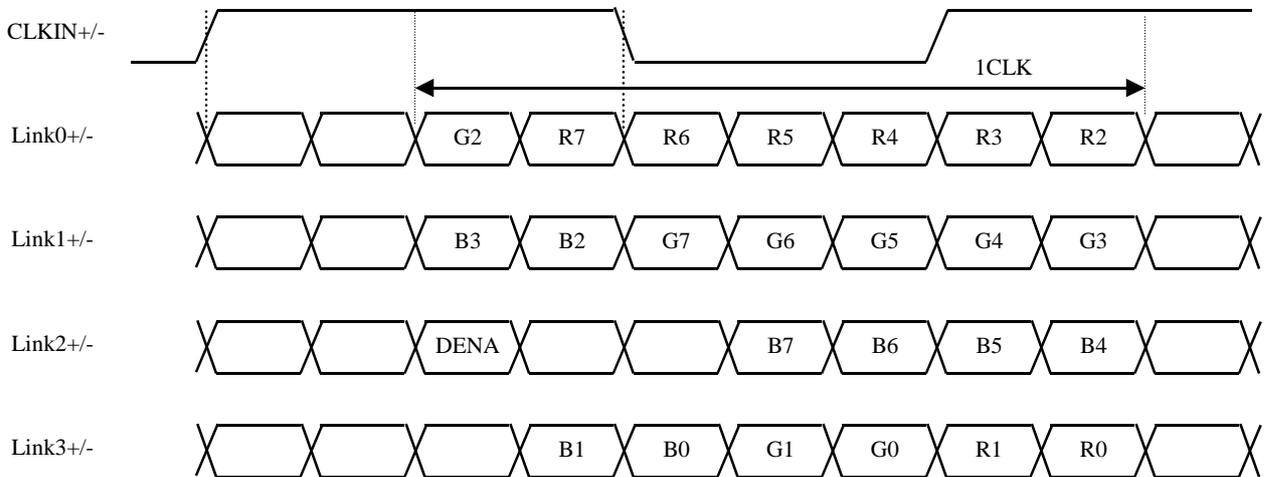 CLKIN+/-
1CLK
Link0+/- G2 R7 R6 R5 R4 R3 R2
Link1+/- B3 B2 G7 G6 G5 G4 G3
Link2+/- DENA B7 B6 B5 B4
Link3+/- B1 B0 G1 G0 R1 R0